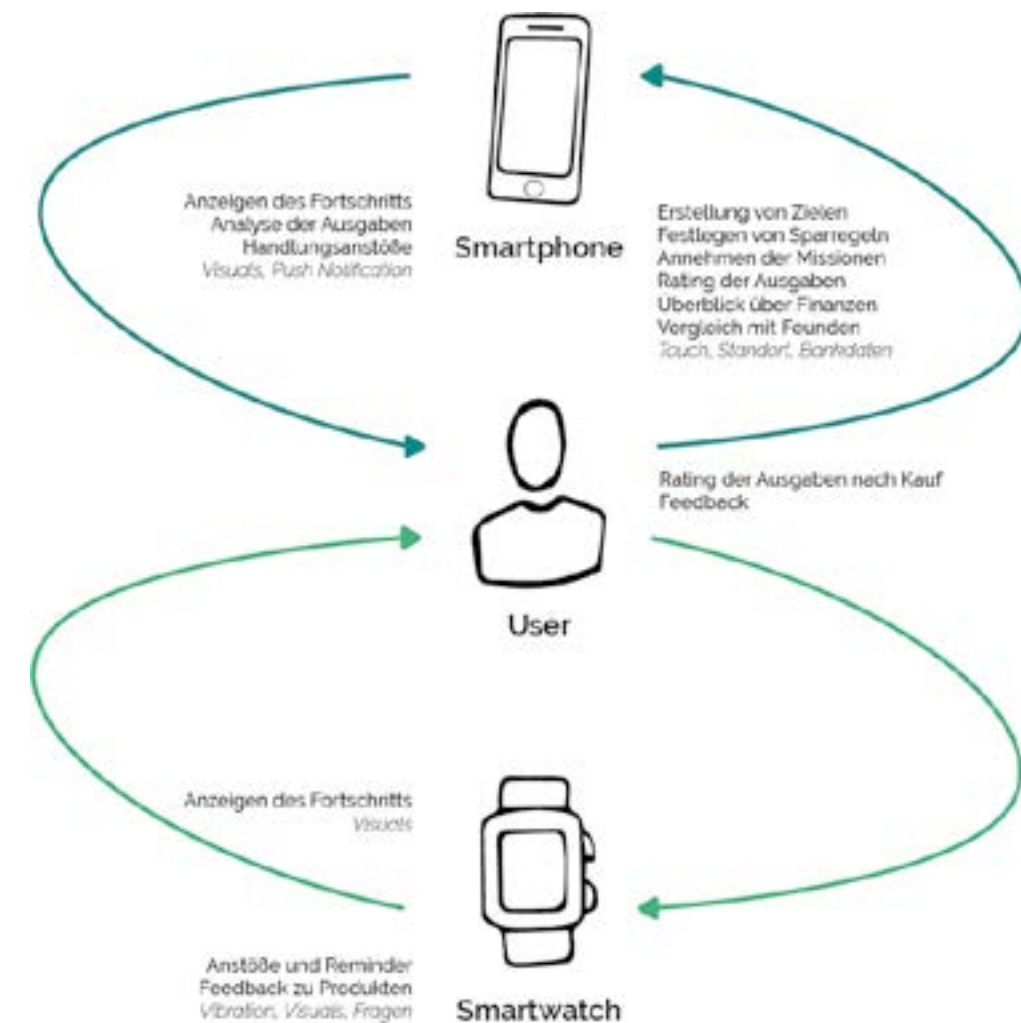 Anzeigen des Fortschritts
Analyse der Ausgaben
Handlungsanstöße
Visuals, Push Notification
Smartphone
Erstellung von Zielen
Festlegen von Sparregeln
Annehmen der Missionen
Rating der Ausgaben
Überblick über Finanzen
Vergleich mit Feunden
Touch, Standort, Bankdaten
Rating der Ausgaben nach Kauf
Feedback
User
Anzeigen des Fortschritts
Visuals
Anstöße und Reminder
Feedback zu Produkten
Vibration, Visuals, Fragen
Smartwatch